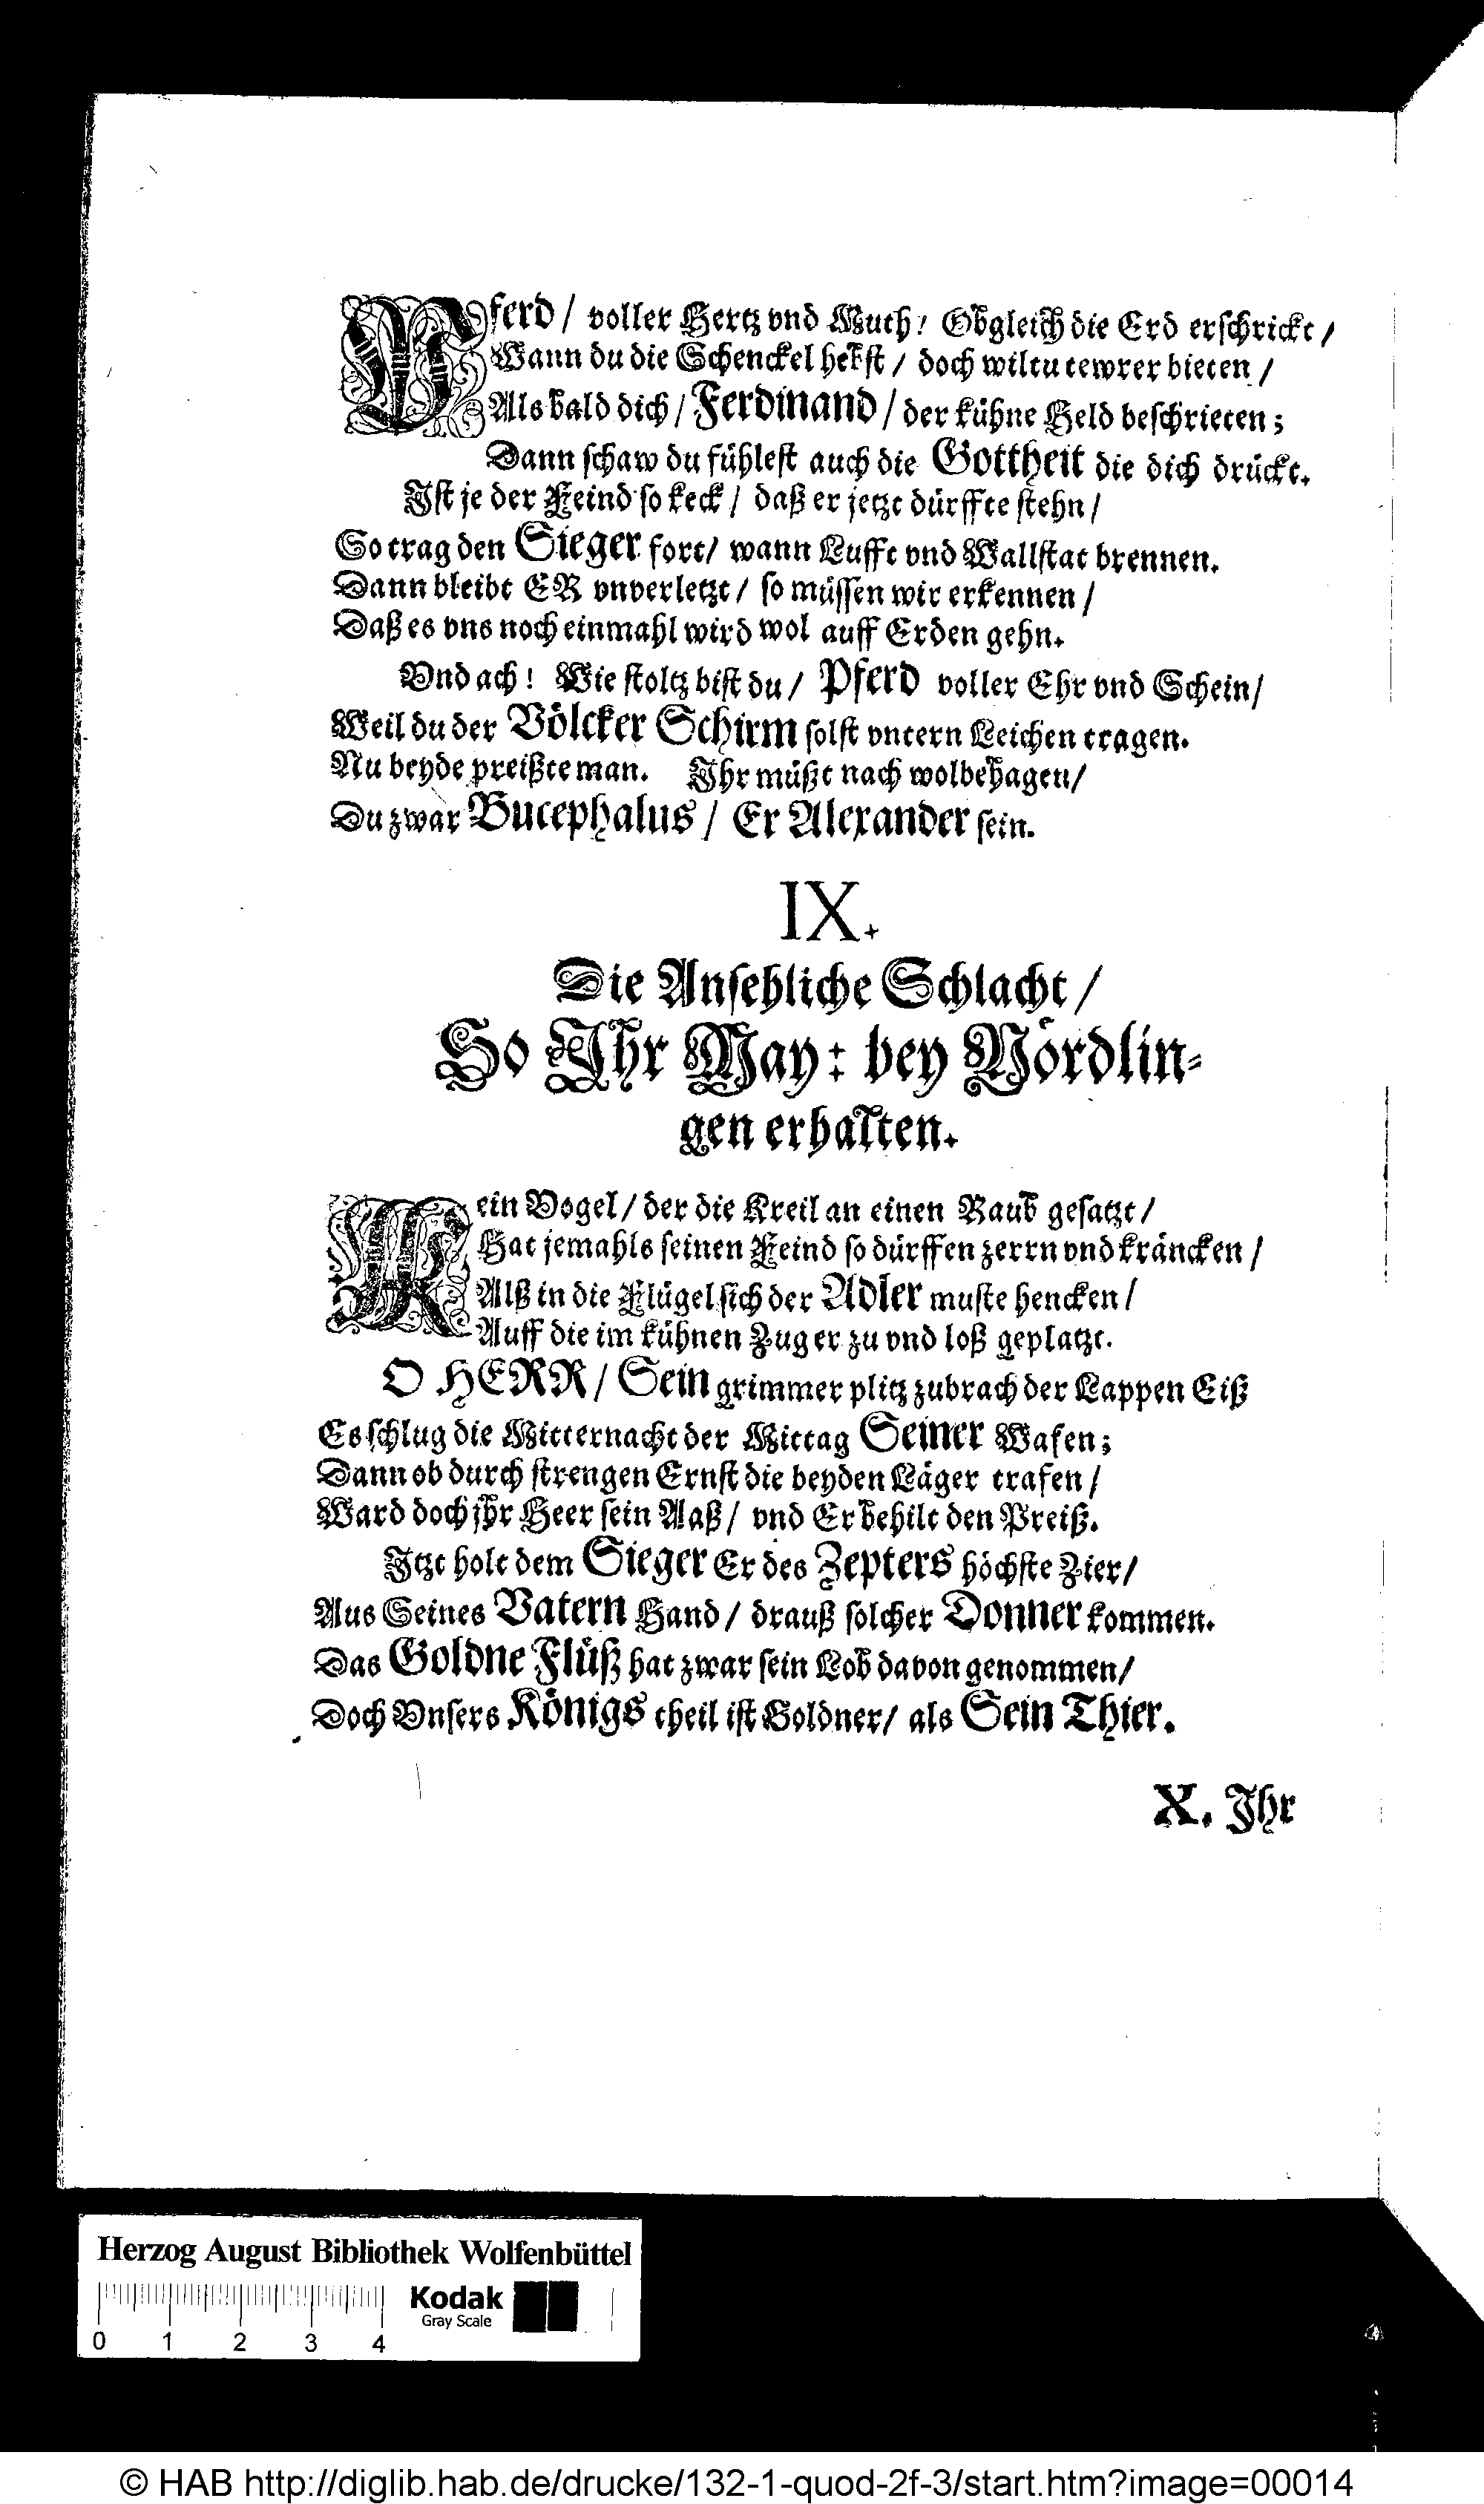 Pferd / voller Hertz vnd Muth! Obgleich die Erd erschrickt /
Wann du die Schenckel hebst / doch wiltu tewrer bieten /
Als bald dich / Ferdinand / der kühne Held beschrieten;
Dann schaw du fühlest auch die Gottheit die dich drückt.
Ist je der Feind so keck / daß er jetzt dürffte stehn /
So trag den Sieger fort / wann Lufft vnd Wallstat brennen.
Dann bleibt ER vnverletzt / so müssen wir erkennen /
Daß es vns noch einmahl wird wol auff Erden gehn.
Vnd ach! Wie stoltz bist du / Pferd voller Ehr vnd Schein /
Weil du der Völcker Schirm solst vntern Leichen tragen.
Nu beyde preißte man. Ihr müßt nach wolbehagen /
Du zwar Bucephalus / Er Alexander sein.
IX.
Die Ansehliche Schlacht /
So Ihr May: bey Nördlin-
gen erhalten.
Kein Vogel / der die Kreil an einen Raub gesatzt /
Hat jemahls seinen Feind so dürffen zerrn vnd kräncken /
Alß in die Flügel sich der Adler muste hencken /
Auff die im kühnen Zug er zu vnd loß geplatzt.
O HERR / Sein grimmer plitz zubrach der Lappen Eiß
Es schlug die Mitternacht der Mittag Seiner Wafen;
Dann ob durch strengen Ernst die beyden Läger trafen /
Ward doch jhr Heer sein Aaß / vnd Er behilt den Preiß.
Itzt holt dem Sieger Er des Zepters höchste Zier /
Aus Seines Vatern Hand / drauß solcher Donner kommen.
Das Goldne Flüß hat zwar sein Lob davon genommen /
Doch Vnsers Königs theil ist Goldner / als Sein Thier.
X. Ihr
Herzog August Bibliothek Wolfenbüttel
Kodak
Gray Scale
0 1 2 3 4
© HAB http://diglib.hab.de/drucke/132-1-quod-2f-3/start.htm?image=00014